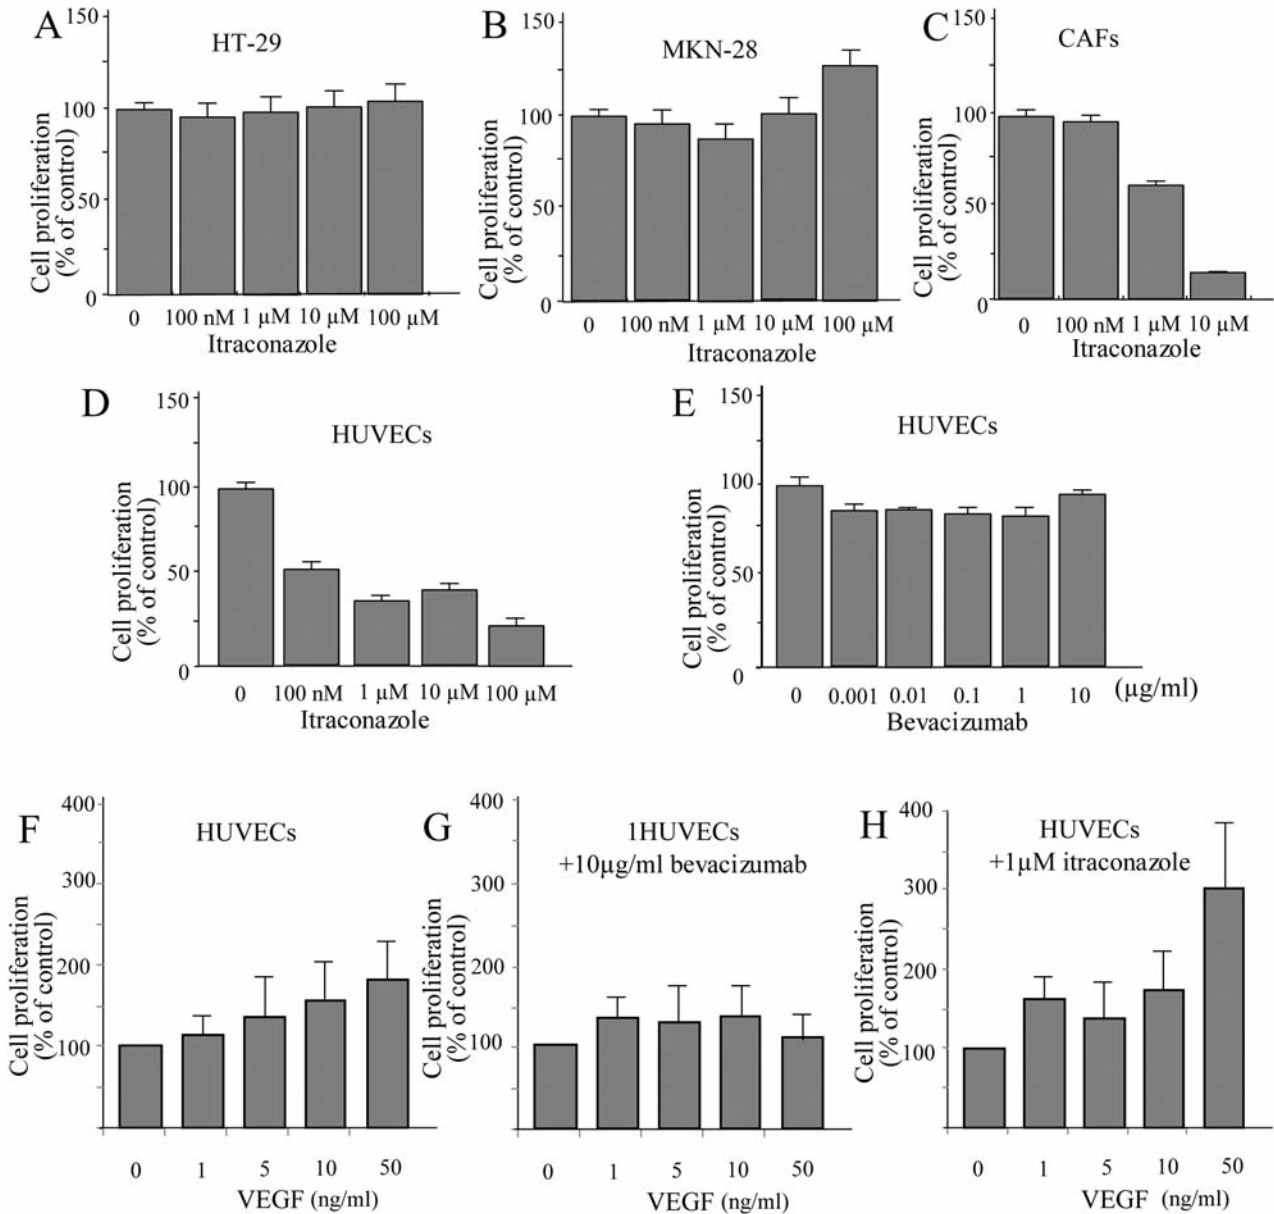 A
HT-29
150
100
50
0
Cell proliferation
(% of control)
0 100 nM 1 µM 10 µM 100 µM
Itraconazole
B
MKN-28
150
100
50
0
Cell proliferation
(% of control)
0 100 nM 1 µM 10 µM 100 µM
Itraconazole
C
CAFs
150
100
50
0
Cell proliferation
(% of control)
0 100 nM 1 µM 10 µM
Itraconazole
D
HUVECs
150
100
50
0
Cell proliferation
(% of control)
0 100 nM 1 µM 10 µM 100 µM
Itraconazole
E
HUVECs
150
100
50
0
Cell proliferation
(% of control)
0 0.001 0.01 0.1 1 10 (µg/ml)
Bevacizumab
F
HUVECs
400
300
200
100
Cell proliferation
(% of control)
0 1 5 10 50
VEGF (ng/ml)
G
1HUVECs
+10µg/ml bevacizumab
400
300
200
100
Cell proliferation
(% of control)
0 1 5 10 50
VEGF (ng/ml)
H
HUVECs
+1µM itraconazole
400
300
200
100
Cell proliferation
(% of control)
0 1 5 10 50
VEGF (ng/ml)